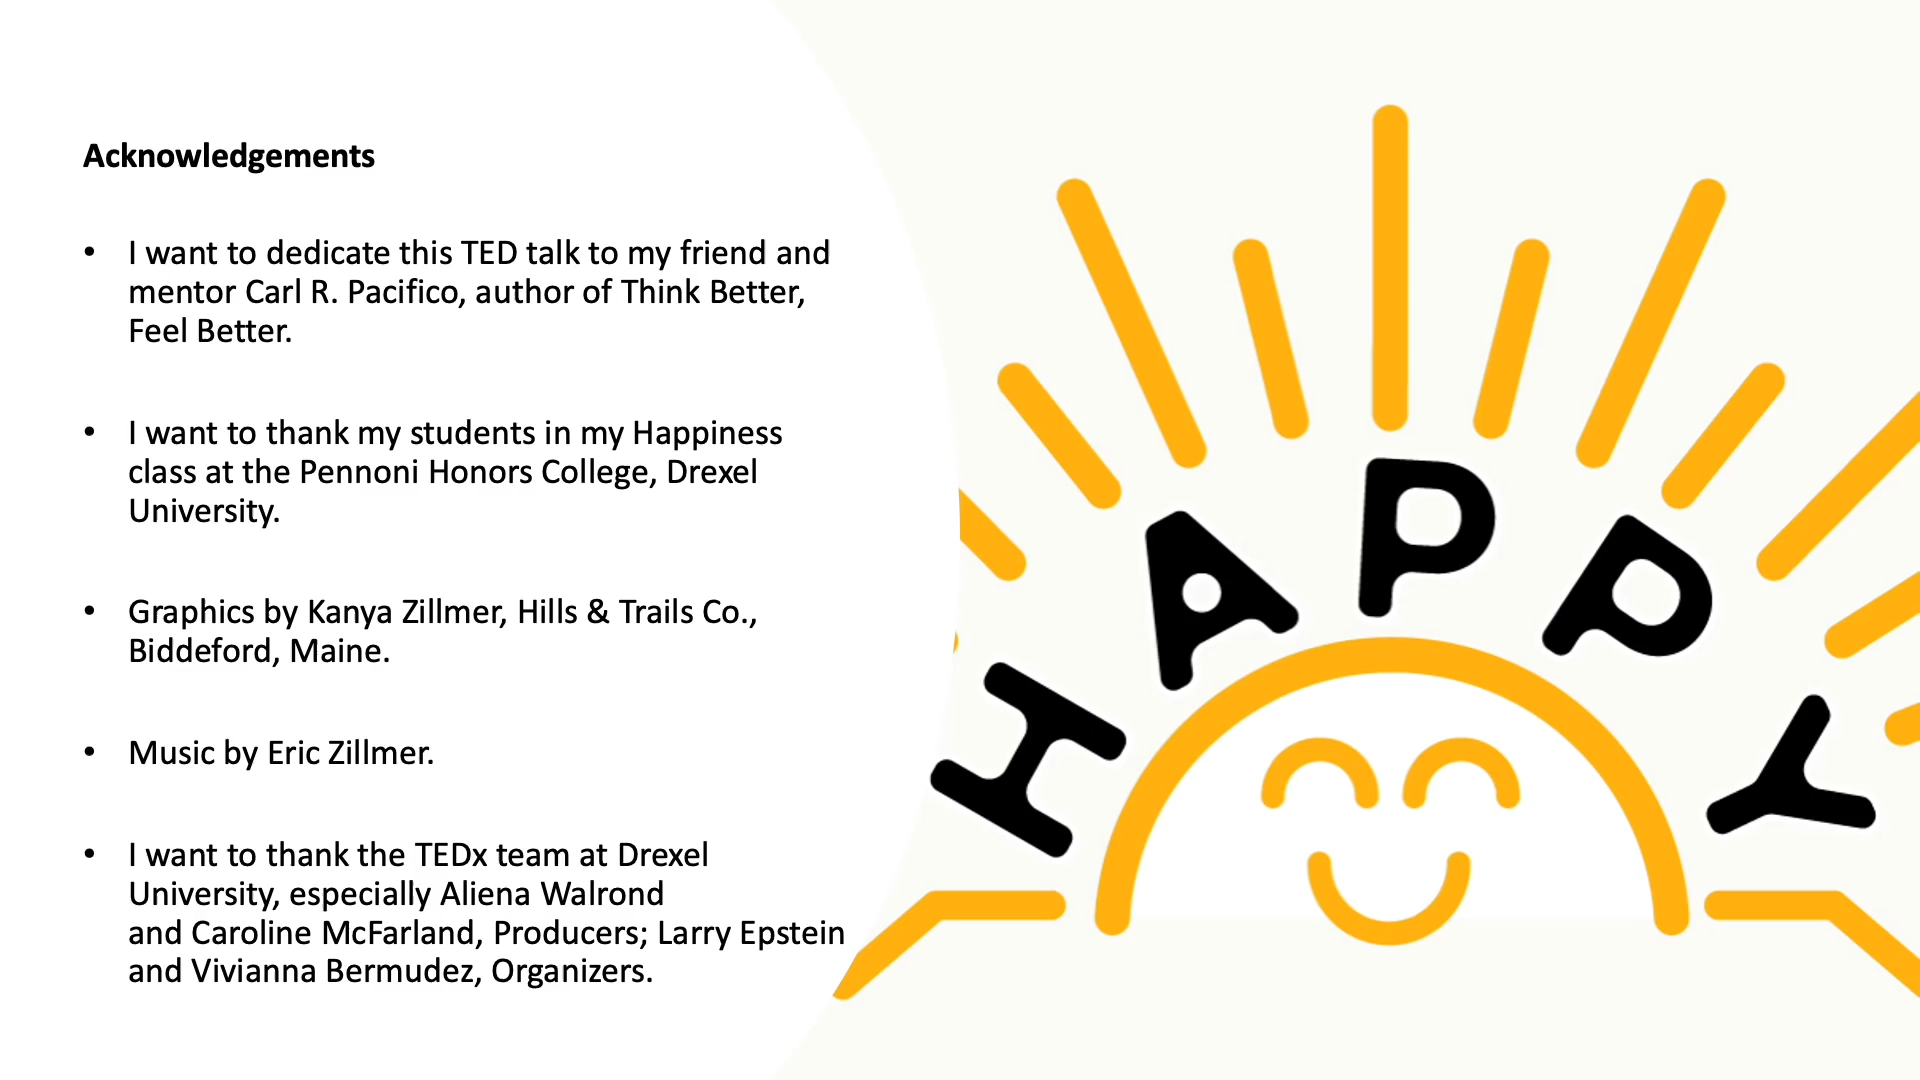 Acknowledgements
• I want to dedicate this TED talk to my friend and
mentor Carl R. Pacifico, author of Think Better,
Feel Better.
• I want to thank my students in my Happiness
class at the Pennoni Honors College, Drexel
University.
• Graphics by Kanya Zillmer, Hills & Trails Co.,
Biddeford, Maine.
• Music by Eric Zillmer.
• I want to thank the TEDx team at Drexel
University, especially Aliena Walrond
and Caroline McFarland, Producers; Larry Epstein
and Vivianna Bermudez, Organizers.
HAPPY